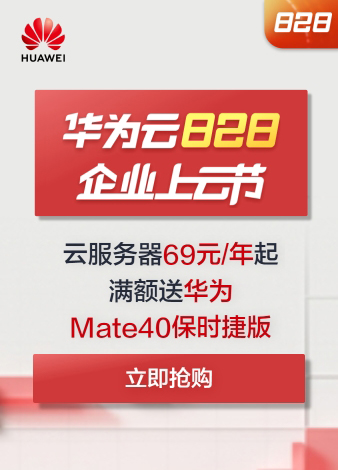 828
HUAWEI
华为云828
企业上云节
云服务器69元/年起
满额送华为
Mate40保时捷版
立即抢购